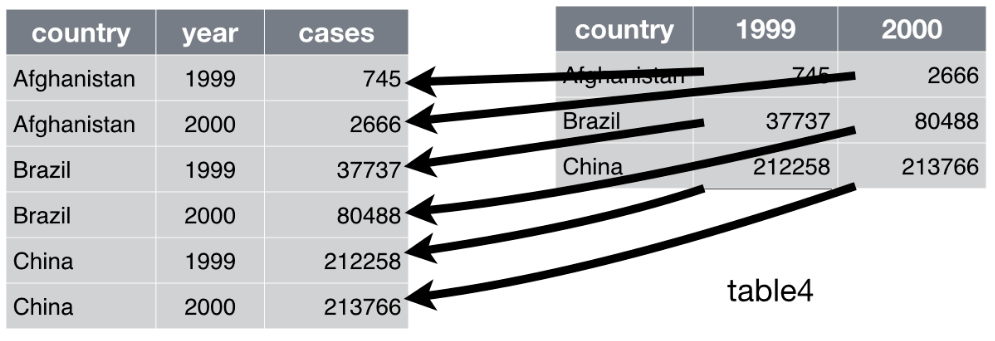 country year cases
Afghanistan 1999 745
Afghanistan 2000 2666
Brazil 1999 37737
Brazil 2000 80488
China 1999 212258
China 2000 213766
country 1999 2000
Afghanistan 745 2666
Brazil 37737 80488
China 212258 213766
table4